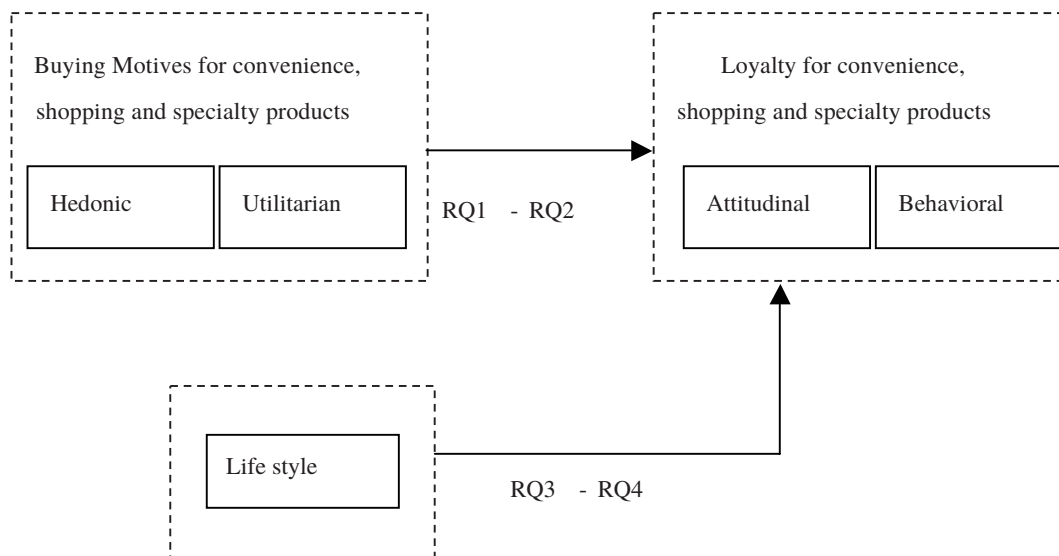 Buying Motives for convenience,
shopping and specialty products
Hedonic
Utilitarian
RQ1 - RQ2
Loyalty for convenience,
shopping and specialty products
Attitudinal
Behavioral
Life style
RQ3 - RQ4